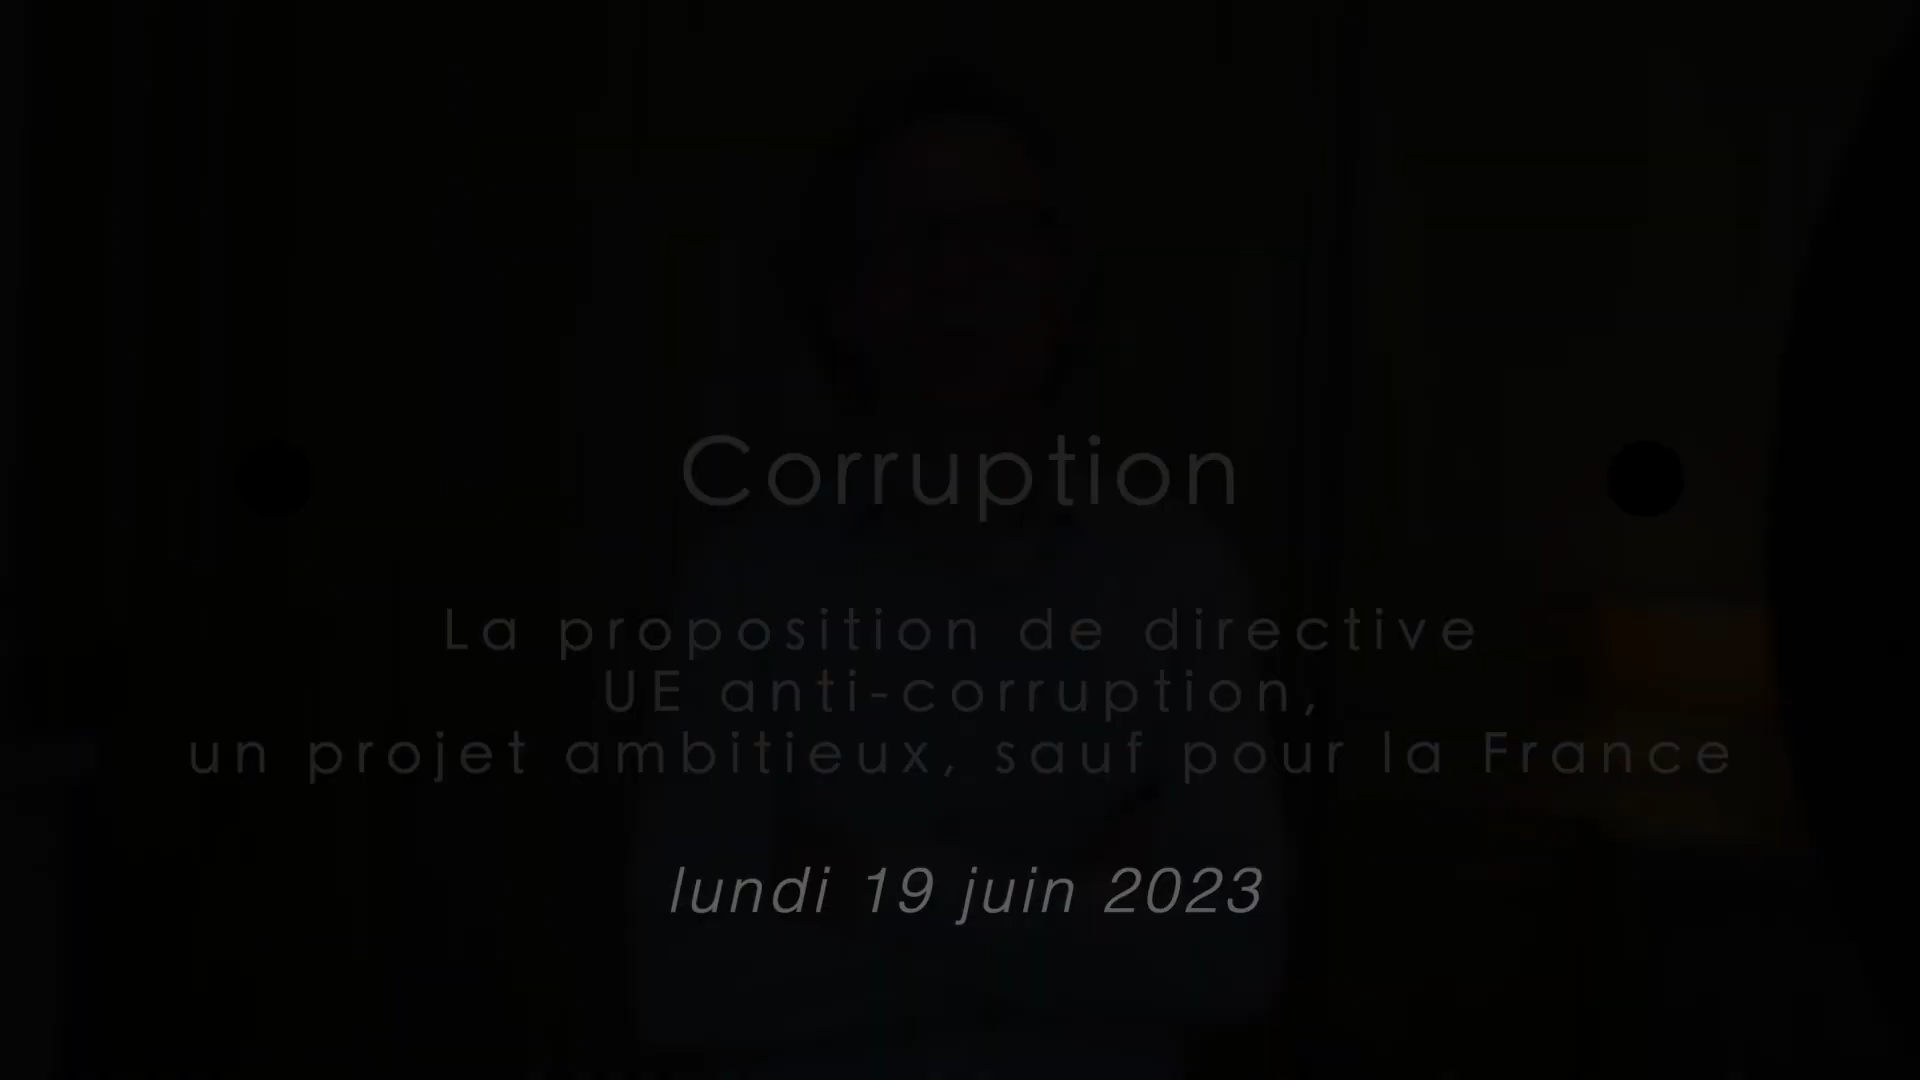 Corruption
La proposition de directive
UE anti-corruption,
un projet ambitieux, sauf pour la France
lundi 19 juin 2023